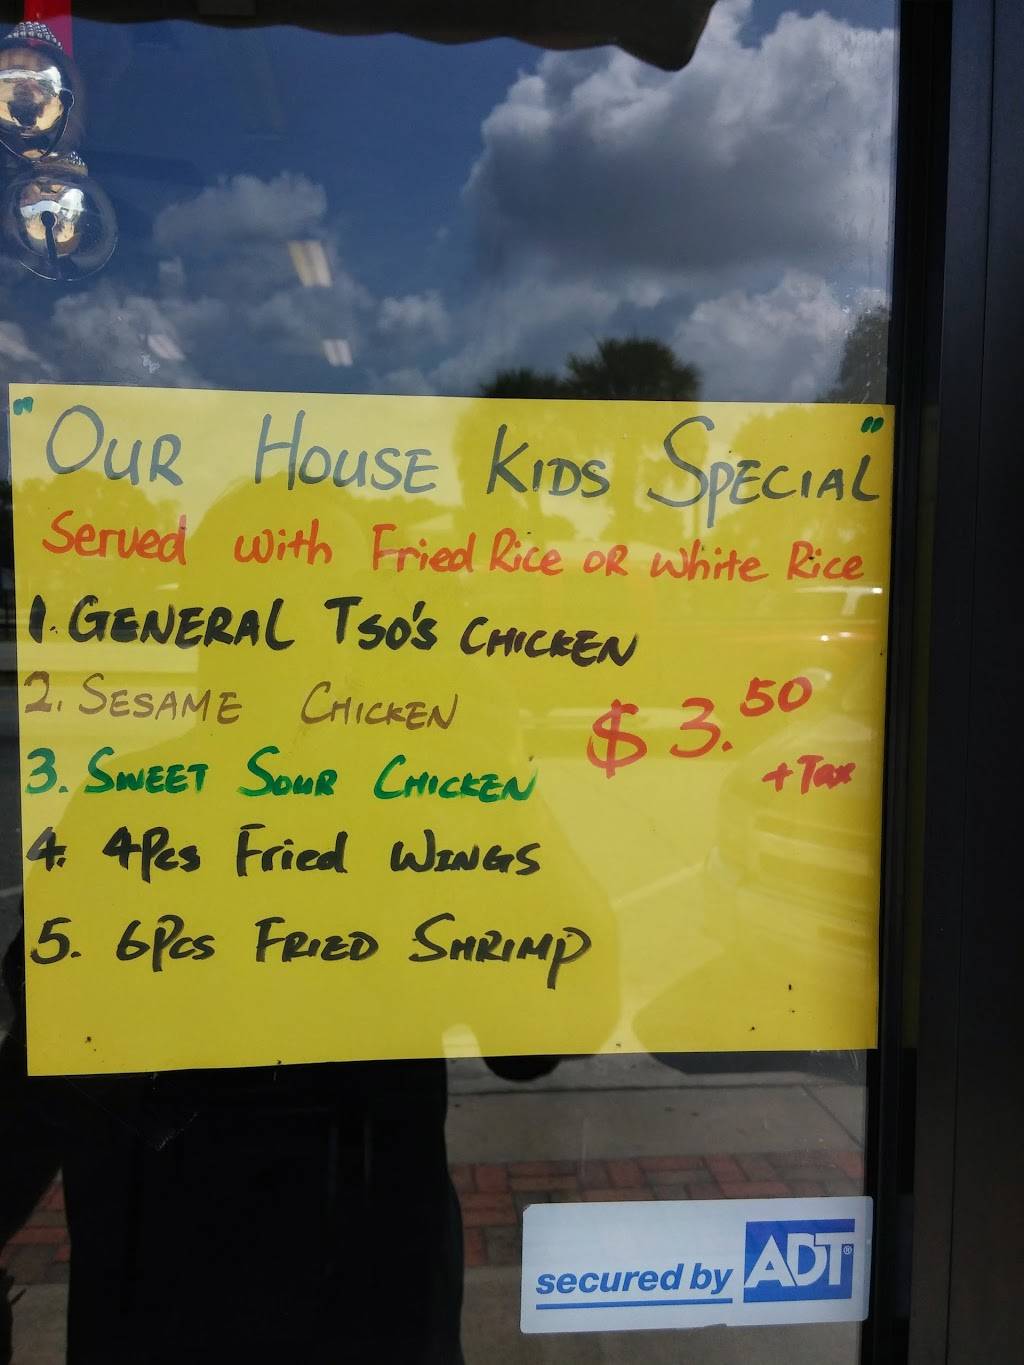 "OUR HOUSE KIDS SPECIAL"
Served with Fried Rice OR White Rice
1. GENERAL TSO'S CHICKEN
2. SESAME CHICKEN
$3.50
+ Tax
3. SWEET SOUR CHICKEN
4. 4Pcs Fried WINGS
5. 6Pcs FRIED SHRIMP
secured by ADT®